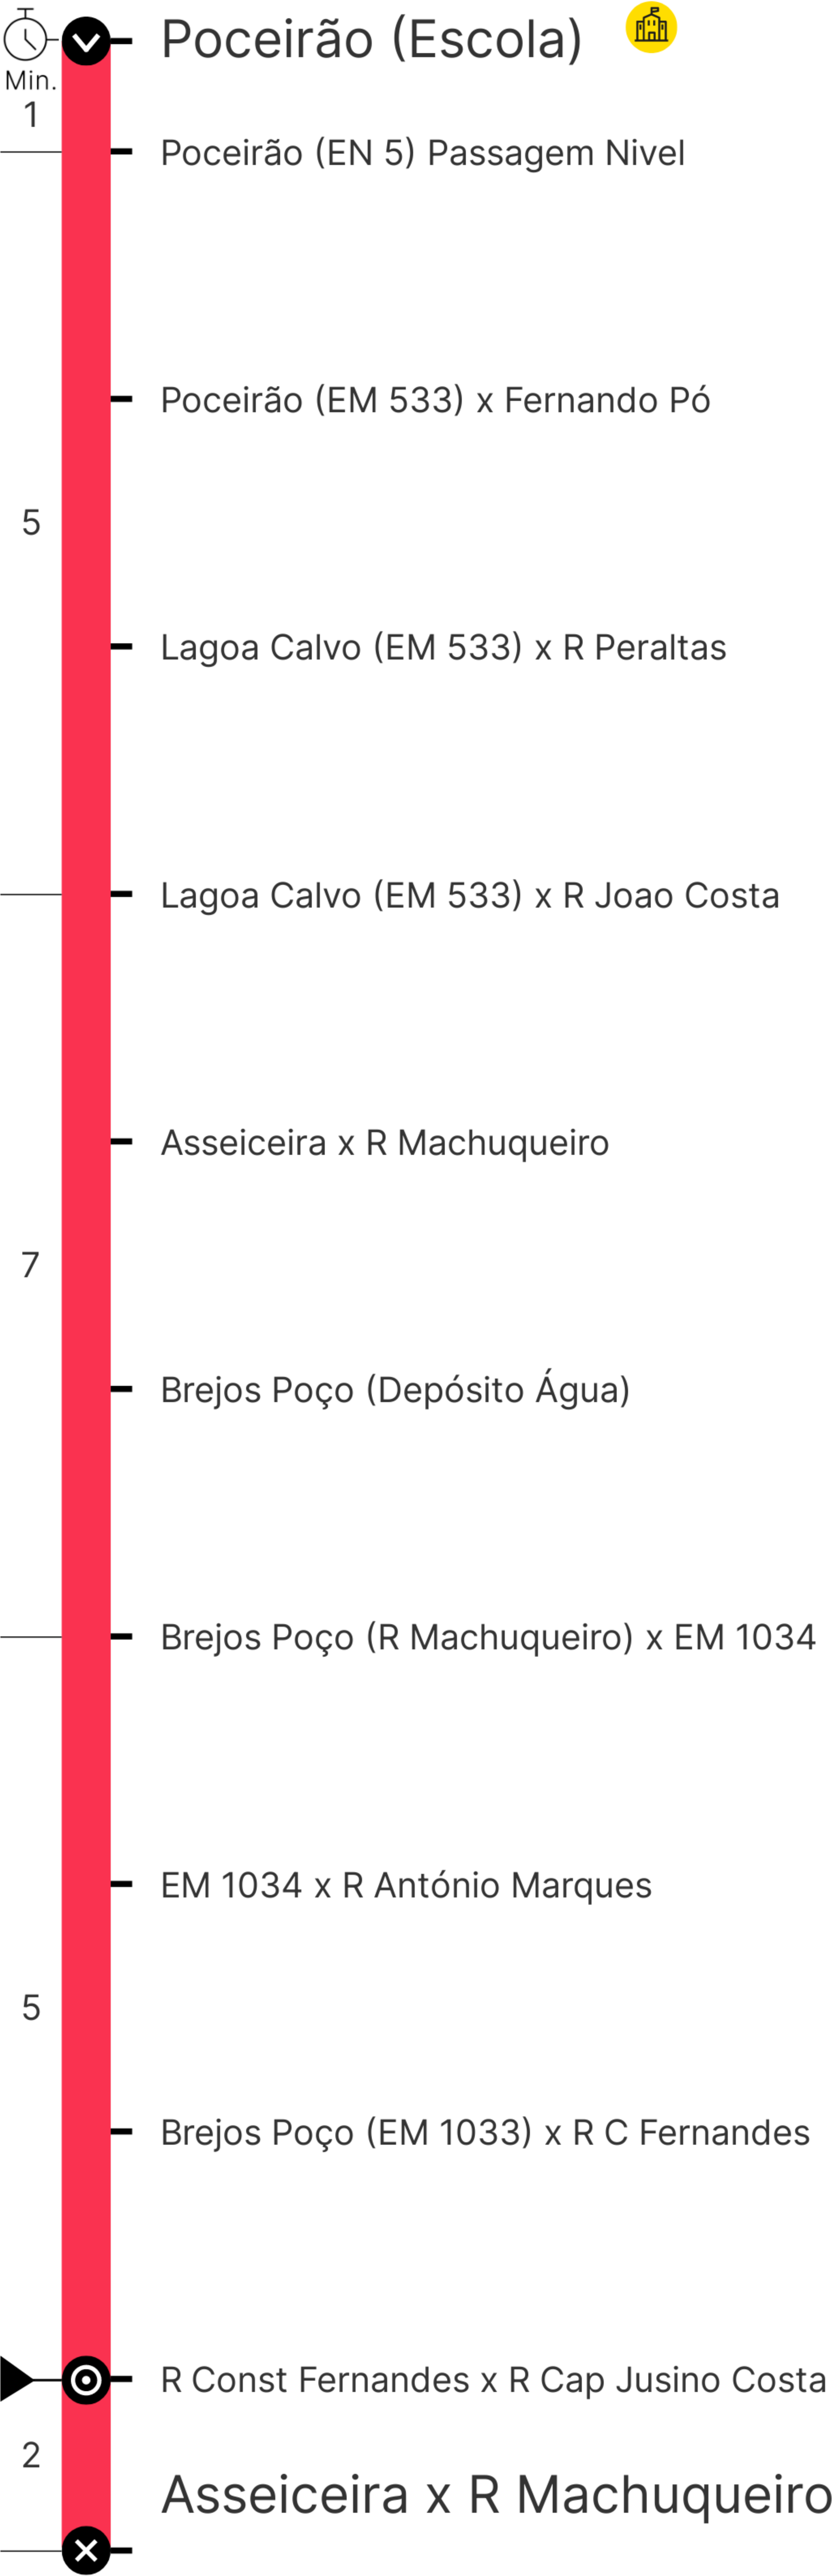 Poceirão (Escola)
Min.
1
Poceirão (EN 5) Passagem Nivel
Poceirão (EM 533) x Fernando Pó
5
Lagoa Calvo (EM 533) x R Peraltas
Lagoa Calvo (EM 533) x R Joao Costa
Asseiceira x R Machuqueiro
7
Brejos Poço (Depósito Água)
Brejos Poço (R Machuqueiro) x EM 1034
EM 1034 x R António Marques
5
Brejos Poço (EM 1033) x R C Fernandes
R Const Fernandes x R Cap Jusino Costa
2
Asseiceira x R Machuqueiro